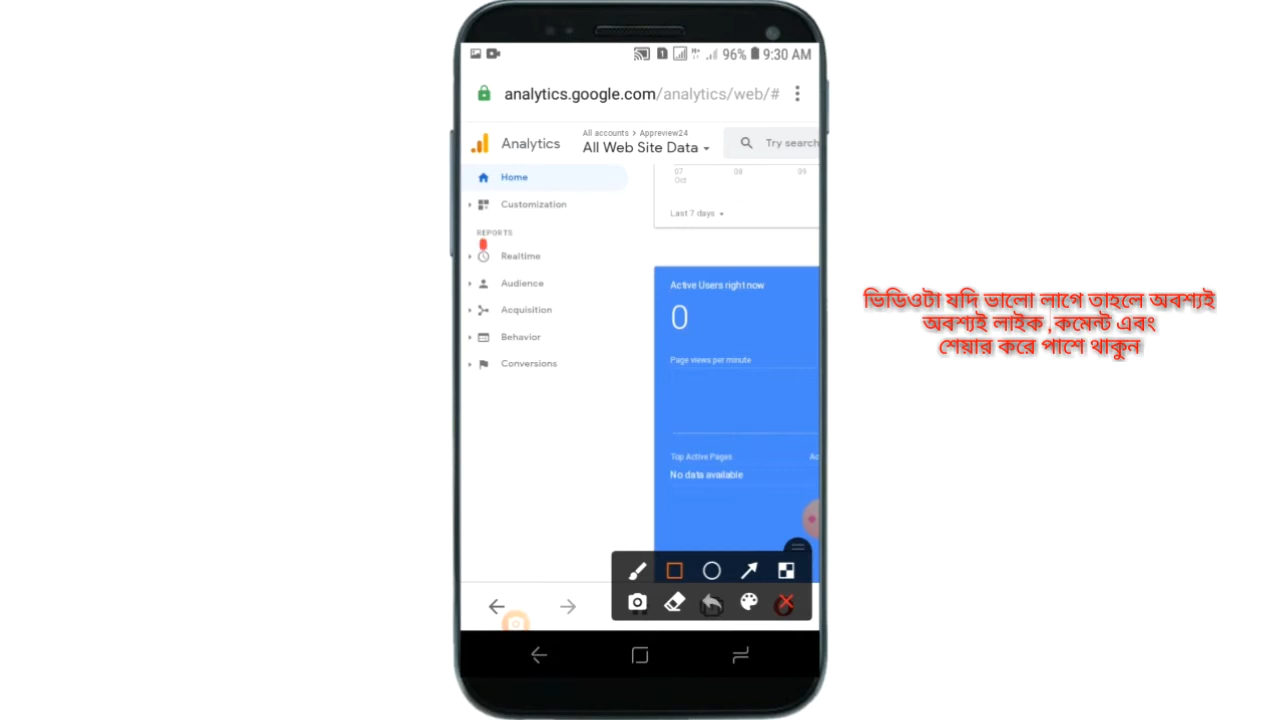 96% 9:30 AM
analytics.google.com/analytics/web/#
Analytics
All accounts > Appreview24
All Web Site Data
Try search
Home
Customization
REPORTS
Realtime
Audience
Acquisition
Behavior
Conversions
07 08 09
Oct
Last 7 days
Active Users right now
0
Page views per minute
Top Active Pages Ac
No data available
ভিডিওটা যদি ভালো লাগে তাহলে অবশ্যই
অবশ্যই লাইক ,কমেন্ট এবং
শেয়ার করে পাশে থাকুন